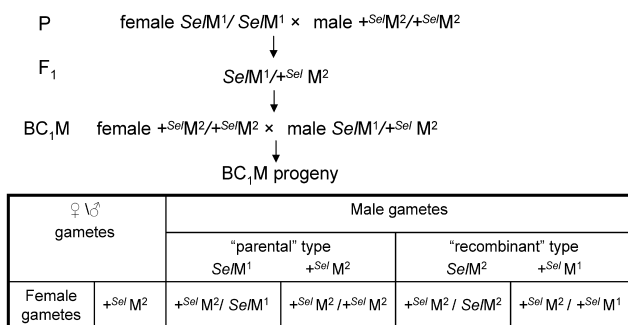 P female SelM¹/ SelM¹ × male +ˢᵉˡM²/+ˢᵉˡM²
F₁ SelM¹/+ˢᵉˡ M²
BC₁M female +ˢᵉˡM²/+ˢᵉˡM² × male SelM¹/+ˢᵉˡ M²
BC₁M progeny
♀\♂ gametes Male gametes
"parental" type "recombinant" type
SelM¹ +ˢᵉˡ M² SelM² +ˢᵉˡ M¹
Female gametes +ˢᵉˡ M² +ˢᵉˡ M²/ SelM¹ +ˢᵉˡ M²/+ˢᵉˡ M² +ˢᵉˡ M² / SelM² +ˢᵉˡ M² / +ˢᵉˡ M¹